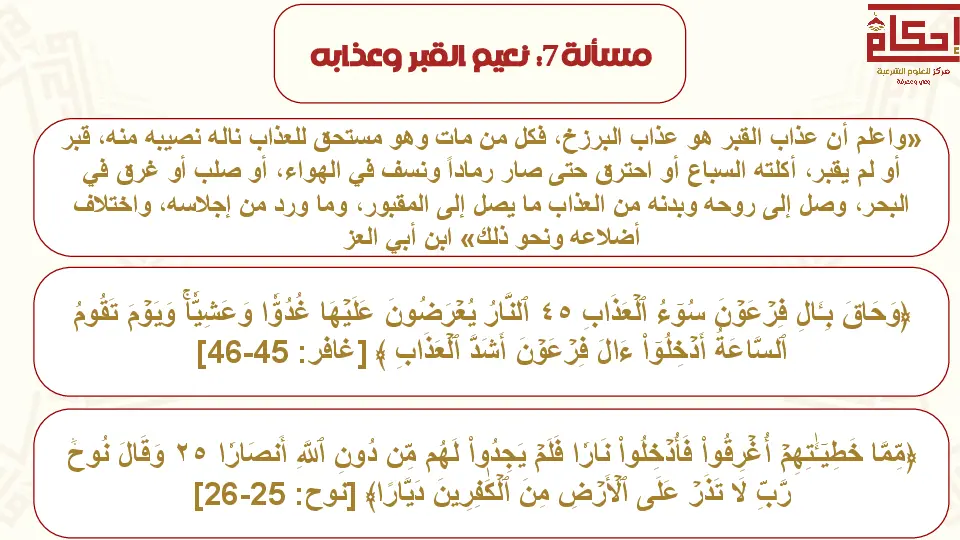 إحكام
مركز للعلوم الشرعية
وعي ومعرفة
مسألة 7: نعيم القبر وعذابه
«واعلم أن عذاب القبر هو عذاب البرزخ، فكل من مات وهو مستحق للعذاب ناله نصيبه منه، قبر
أو لم يقبر، أكلته السباع أو احترق حتى صار رماداً ونسف في الهواء، أو صلب أو غرق في
البحر، وصل إلى روحه وبدنه من العذاب ما يصل إلى المقبور، وما ورد من إجلاسه، واختلاف
أضلاعه ونحو ذلك» ابن أبي العز
﴿وَحَاقَ بِـَٔالِ فِرۡعَوۡنَ سُوٓءُ ٱلۡعَذَابِ ٤٥ ٱلنَّارُ يُعۡرَضُونَ عَلَيۡهَا غُدُوّٗا وَعَشِيّٗاۚ وَيَوۡمَ تَقُومُ
ٱلسَّاعَةُ أَدۡخِلُوٓاْ ءَالَ فِرۡعَوۡنَ أَشَدَّ ٱلۡعَذَابِ ﴾ [غافر: 45-46]
﴿مِّمَّا خَطِيٓـَٰٔتِهِمۡ أُغۡرِقُواْ فَأُدۡخِلُواْ نَارٗا فَلَمۡ يَجِدُواْ لَهُم مِّن دُونِ ٱللَّهِ أَنصَارٗا ٢٥ وَقَالَ نُوحٞ
رَّبِّ لَا تَذَرۡ عَلَى ٱلۡأَرۡضِ مِنَ ٱلۡكَٰفِرِينَ دَيَّارًا﴾ [نوح: 25-26]